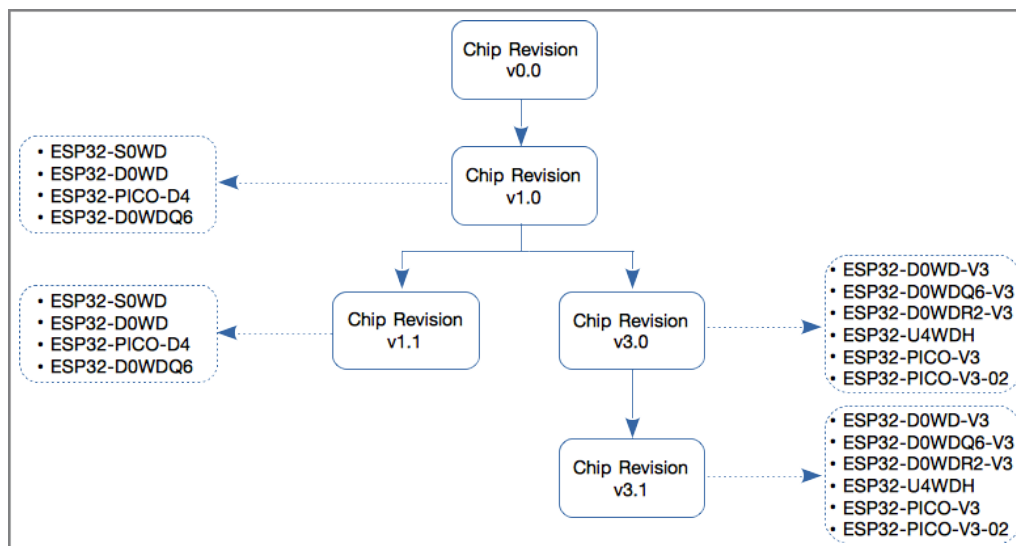 Chip Revision
v0.0
• ESP32-S0WD
• ESP32-D0WD
• ESP32-PICO-D4
• ESP32-D0WDQ6
Chip Revision
v1.0
• ESP32-S0WD
• ESP32-D0WD
• ESP32-PICO-D4
• ESP32-D0WDQ6
Chip Revision
v1.1
Chip Revision
v3.0
• ESP32-D0WD-V3
• ESP32-D0WDQ6-V3
• ESP32-D0WDR2-V3
• ESP32-U4WDH
• ESP32-PICO-V3
• ESP32-PICO-V3-02
Chip Revision
v3.1
• ESP32-D0WD-V3
• ESP32-D0WDQ6-V3
• ESP32-D0WDR2-V3
• ESP32-U4WDH
• ESP32-PICO-V3
• ESP32-PICO-V3-02